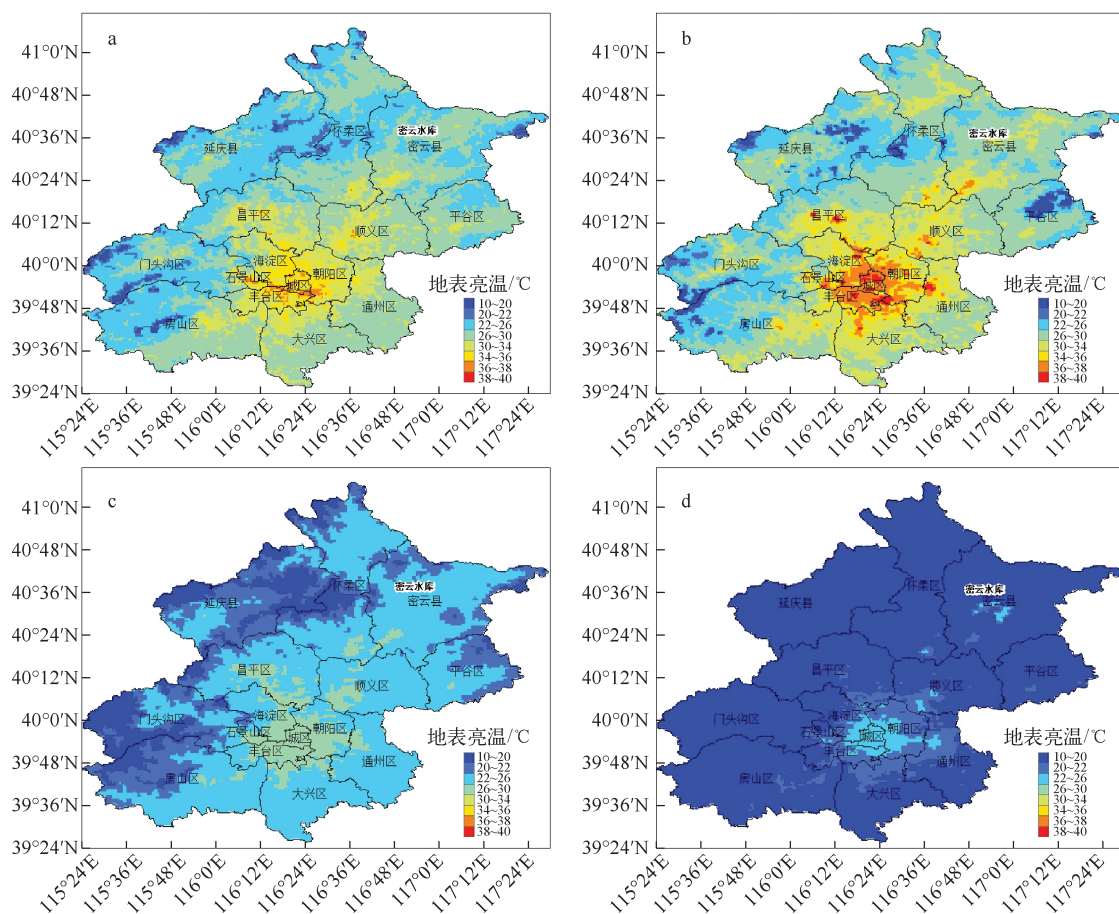 a
41°0′N
40°48′N
40°36′N
40°24′N
40°12′N
40°0′N
39°48′N
39°36′N
39°24′N
怀柔区
密云水库
密云县
延庆县
昌平区
平谷区
顺义区
海淀区
门头沟区
石景山区
朝阳区
城区
丰台区
通州区
房山区
大兴区
地表亮温/℃
10~20
20~22
22~26
26~30
30~34
34~36
36~38
38~40
115°24′E
115°36′E
115°48′E
116°0′E
116°12′E
116°24′E
116°36′E
116°48′E
117°0′E
117°12′E
117°24′E
b
41°0′N
40°48′N
40°36′N
40°24′N
40°12′N
40°0′N
39°48′N
39°36′N
39°24′N
怀柔区
密云水库
密云县
延庆县
昌平区
平谷区
顺义区
海淀区
门头沟区
石景山区
朝阳区
城区
丰台区
通州区
房山区
大兴区
地表亮温/℃
10~20
20~22
22~26
26~30
30~34
34~36
36~38
38~40
115°24′E
115°36′E
115°48′E
116°0′E
116°12′E
116°24′E
116°36′E
116°48′E
117°0′E
117°12′E
117°24′E
c
41°0′N
40°48′N
40°36′N
40°24′N
40°12′N
40°0′N
39°48′N
39°36′N
39°24′N
怀柔区
密云水库
密云县
延庆县
昌平区
平谷区
顺义区
海淀区
门头沟区
石景山区
朝阳区
城区
丰台区
通州区
房山区
大兴区
地表亮温/℃
10~20
20~22
22~26
26~30
30~34
34~36
36~38
38~40
115°24′E
115°36′E
115°48′E
116°0′E
116°12′E
116°24′E
116°36′E
116°48′E
117°0′E
117°12′E
117°24′E
d
41°0′N
40°48′N
40°36′N
40°24′N
40°12′N
40°0′N
39°48′N
39°36′N
39°24′N
怀柔区
密云水库
密云县
延庆县
昌平区
平谷区
顺义区
海淀区
门头沟区
石景山区
朝阳区
城区
丰台区
通州区
房山区
大兴区
地表亮温/℃
10~20
20~22
22~26
26~30
30~34
34~36
36~38
38~40
115°24′E
115°36′E
115°48′E
116°0′E
116°12′E
116°24′E
116°36′E
116°48′E
117°0′E
117°12′E
117°24′E